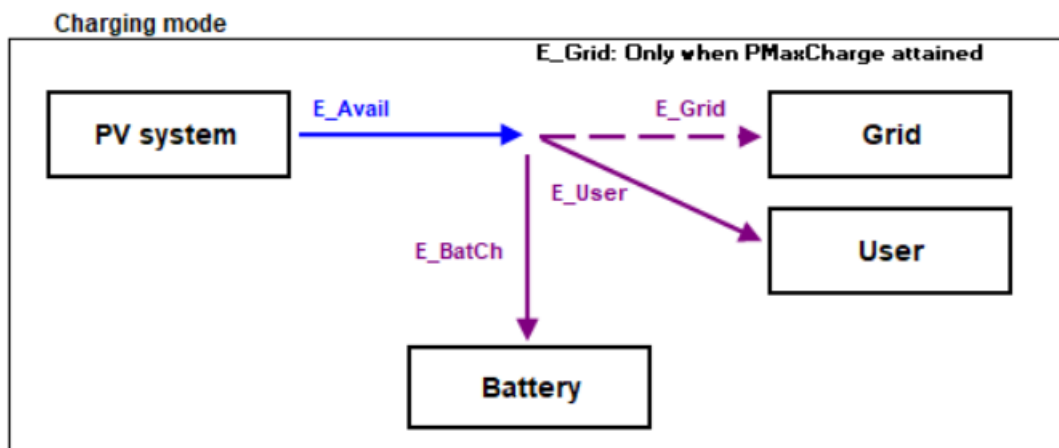 Charging mode
E_Grid: Only when PMaxCharge attained
PV system
E_Avail
E_Grid
Grid
E_User
User
E_BatCh
Battery